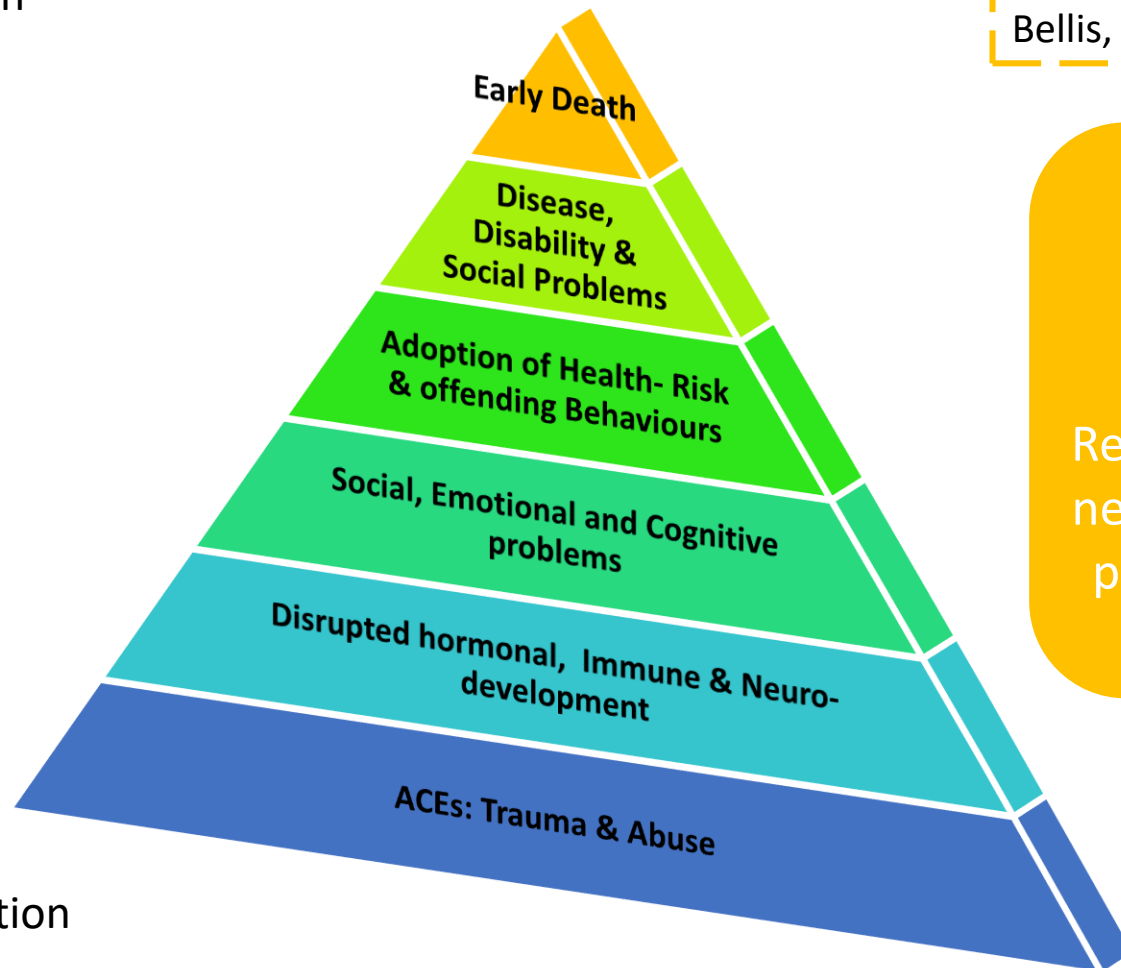 Bellis,
Early Death
Disease,
Disability &
Social Problems
Adoption of Health- Risk
& offending Behaviours
Social, Emotional and Cognitive
problems
Disrupted hormonal,  Immune & Neuro-
development
ACEs: Trauma & Abuse